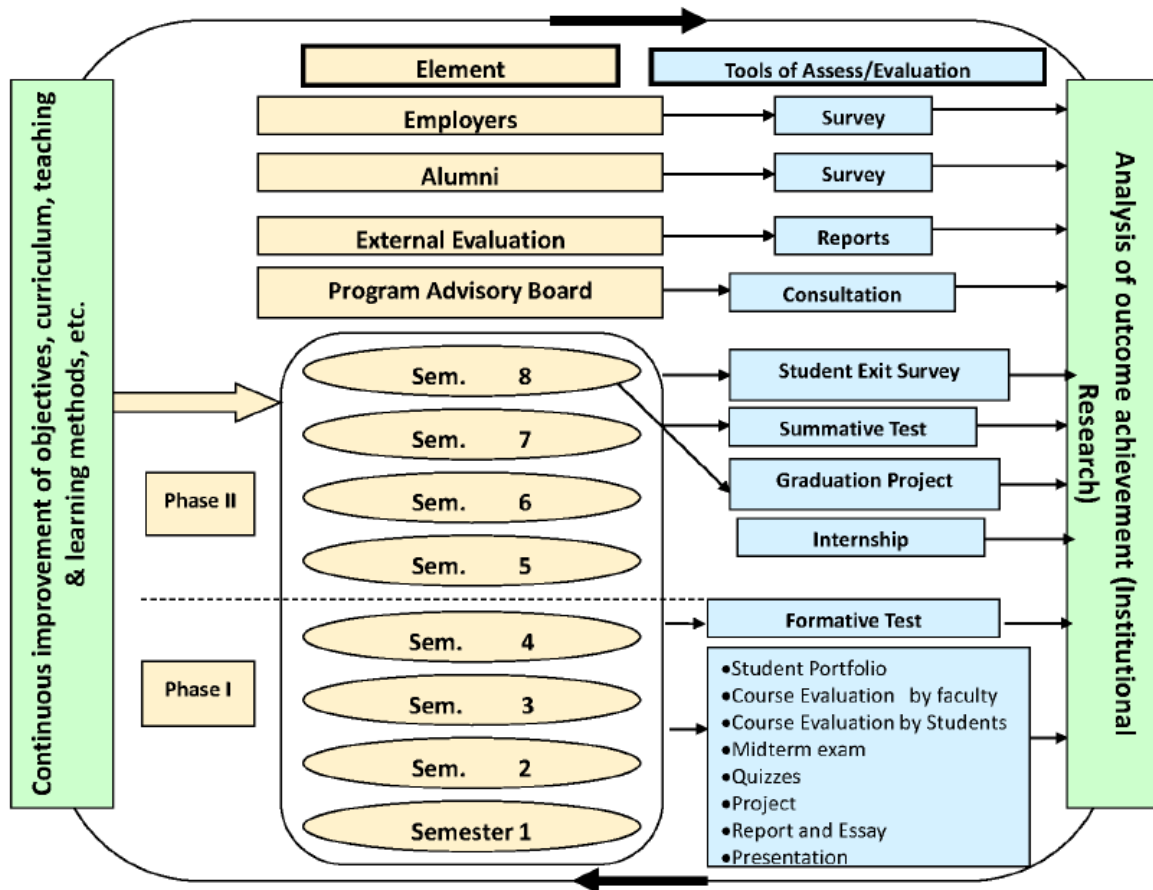 Continuous improvement of objectives, curriculum, teaching
& learning methods, etc.
Element
Tools of Assess/Evaluation
Employers
Survey
Alumni
Survey
External Evaluation
Reports
Program Advisory Board
Consultation
Sem. 8
Student Exit Survey
Sem. 7
Summative Test
Phase II
Sem. 6
Graduation Project
Internship
Sem. 5
Sem. 4
Formative Test
Phase I
Sem. 3
Sem. 2
Semester 1
•Student Portfolio
•Course Evaluation by faculty
•Course Evaluation by Students
•Midterm exam
•Quizzes
•Project
•Report and Essay
•Presentation
Analysis of outcome achievement (Institutional
Research)